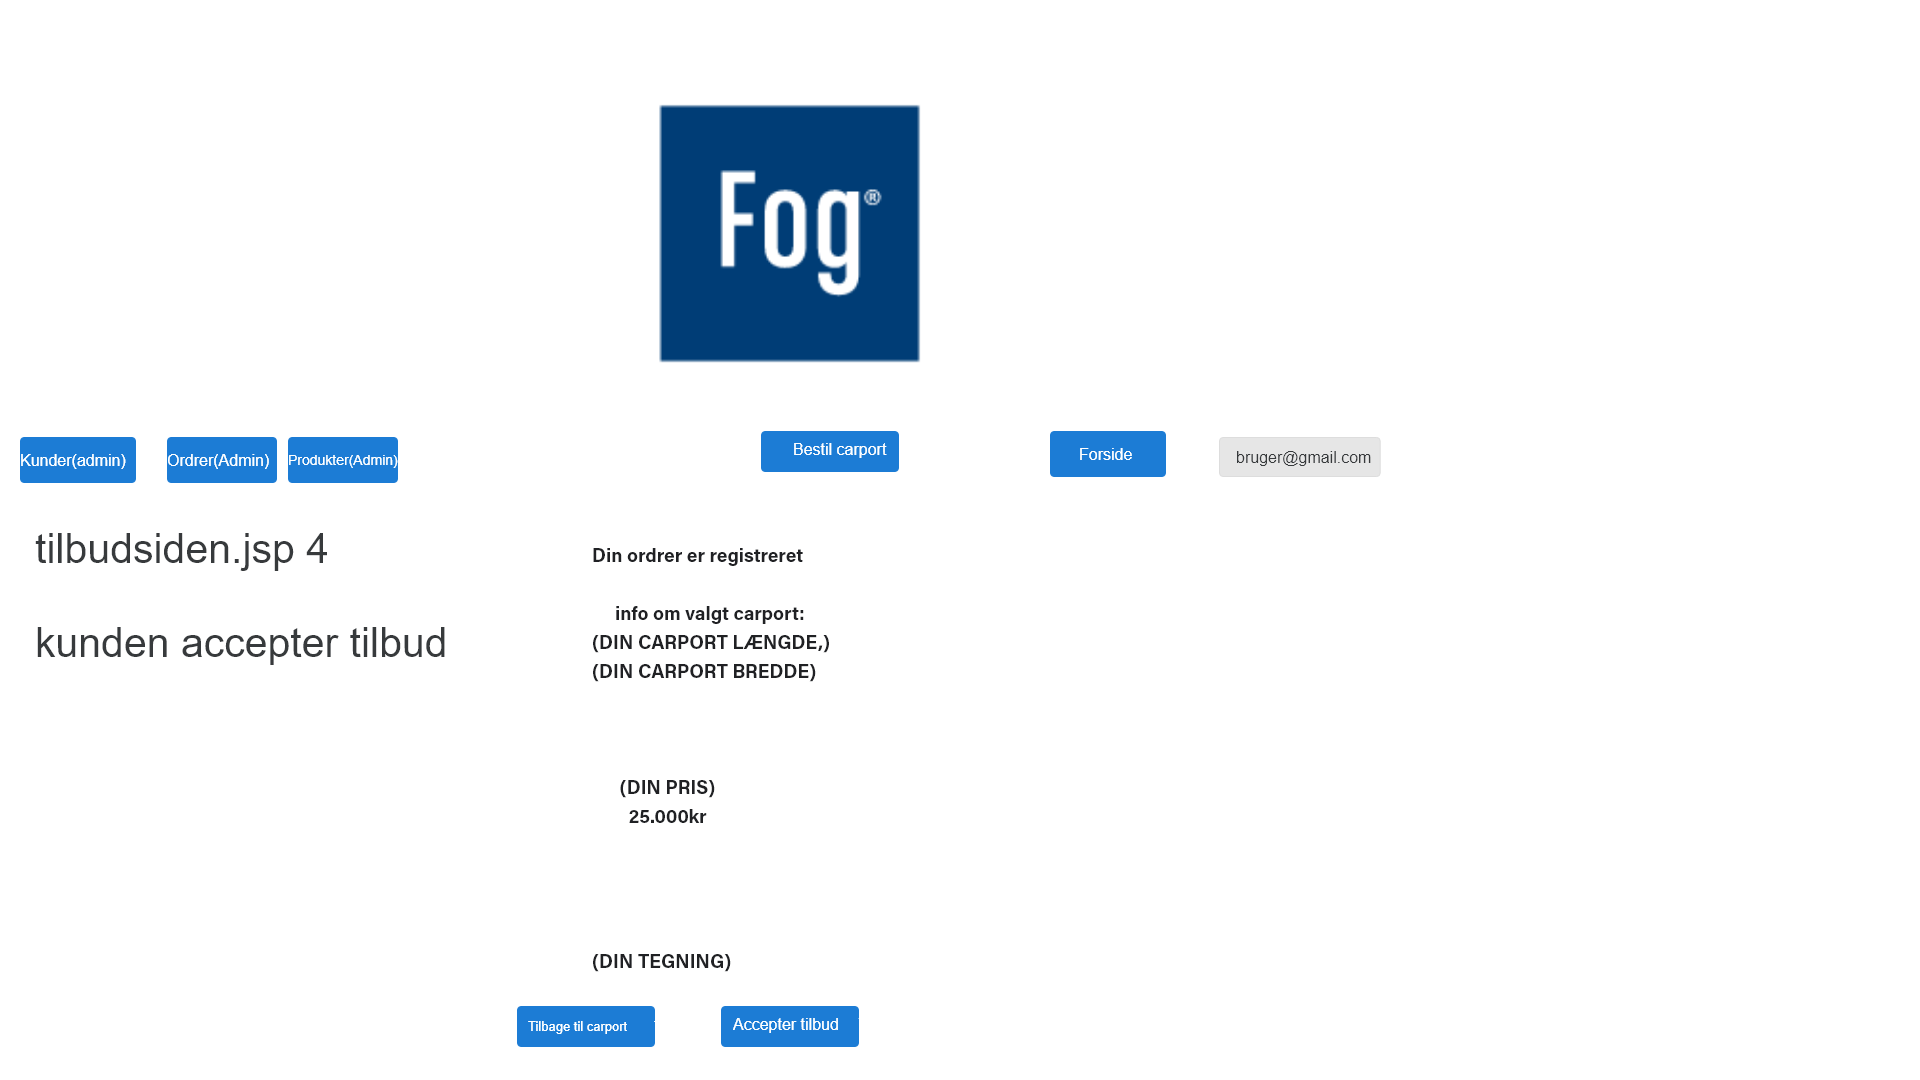 Fog®
Kunder(admin)
Ordrer(Admin)
Produkter(Admin)
Bestil carport
Forside
bruger@gmail.com
tilbudsiden.jsp 4
kunden accepter tilbud
Din ordrer er registreret
info om valgt carport:
(DIN CARPORT LÆNGDE,)
(DIN CARPORT BREDDE)
(DIN PRIS)
25.000kr
(DIN TEGNING)
Tilbage til carport
Accepter tilbud